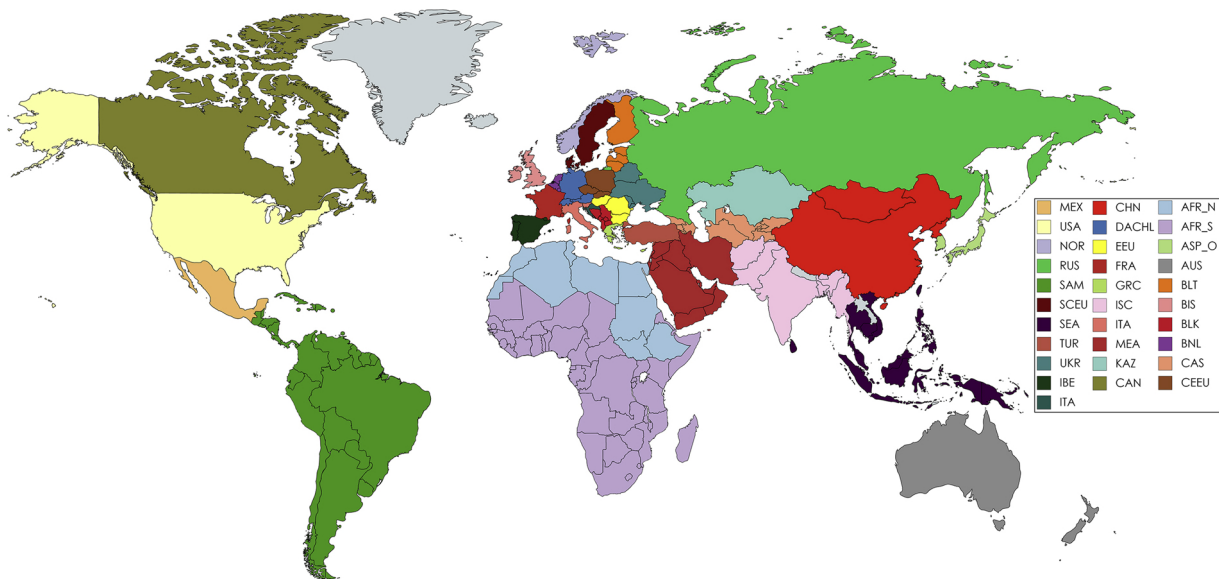 MEX CHN AFR_N
USA DACHL AFR_S
NOR EEU ASP_O
RUS FRA AUS
SAM GRC BLT
SCEU ISC BIS
SEA ITA BLK
TUR MEA BNL
UKR KAZ CAS
IBE CAN CEEU
ITA